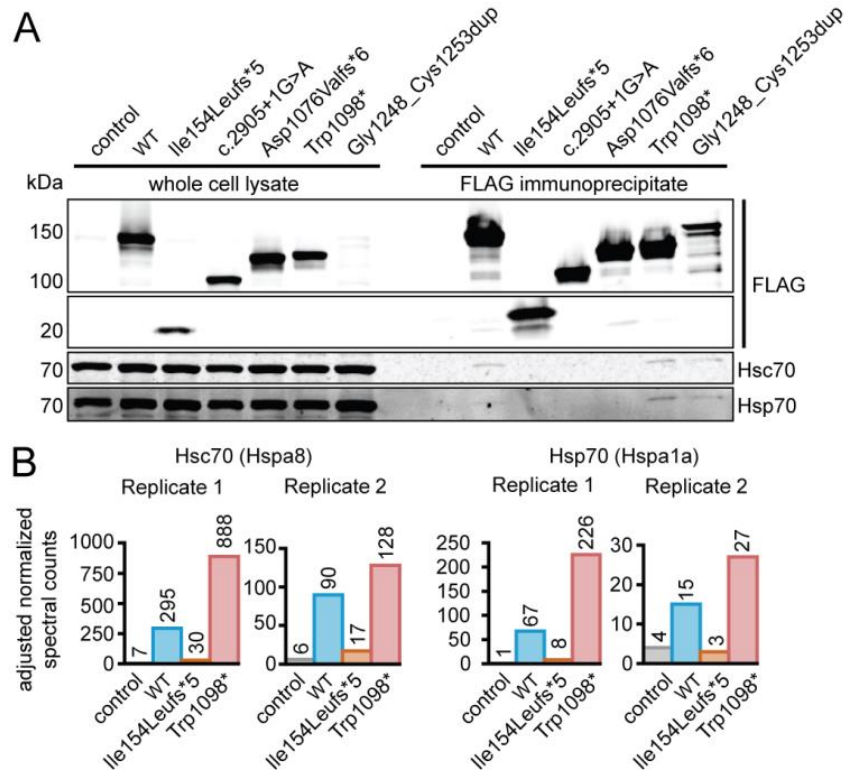 A
control WT Ile154Leufs*5 c.2905+1G>A Asp1076Valfs*6 Trp1098* Gly1248_Cys1253dup
control WT Ile154Leufs*5 c.2905+1G>A Asp1076Valfs*6 Trp1098* Gly1248_Cys1253dup
kDa whole cell lysate FLAG immunoprecipitate
150
100
FLAG
20
70 Hsc70
70 Hsp70
B
Hsc70 (Hspa8) Hsp70 (Hspa1a)
Replicate 1 Replicate 2 Replicate 1 Replicate 2
adjusted normalized
spectral counts
1000
750
500
250
0
7 295 30 888
control WT Ile154Leufs*5 Trp1098*
150
100
50
0
6 90 17 128
control WT Ile154Leufs*5 Trp1098*
250
200
150
100
50
0
1 67 8 226
control WT Ile154Leufs*5 Trp1098*
30
20
10
0
4 15 3 27
control WT Ile154Leufs*5 Trp1098*